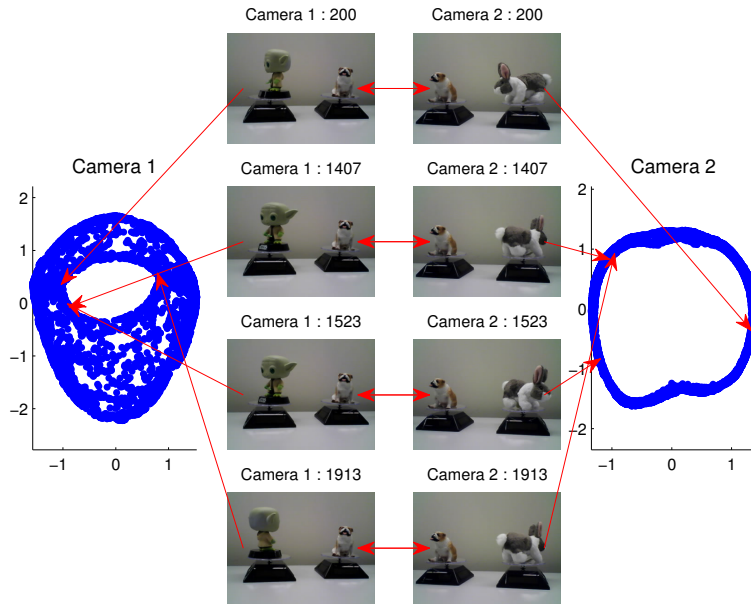 Camera 1 : 200
Camera 2 : 200
Camera 1
Camera 1 : 1407
Camera 2 : 1407
Camera 2
2
1
0
−1
−2
−1
0
1
2
1
0
−1
−2
−1
0
1
Camera 1 : 1523
Camera 2 : 1523
Camera 1 : 1913
Camera 2 : 1913